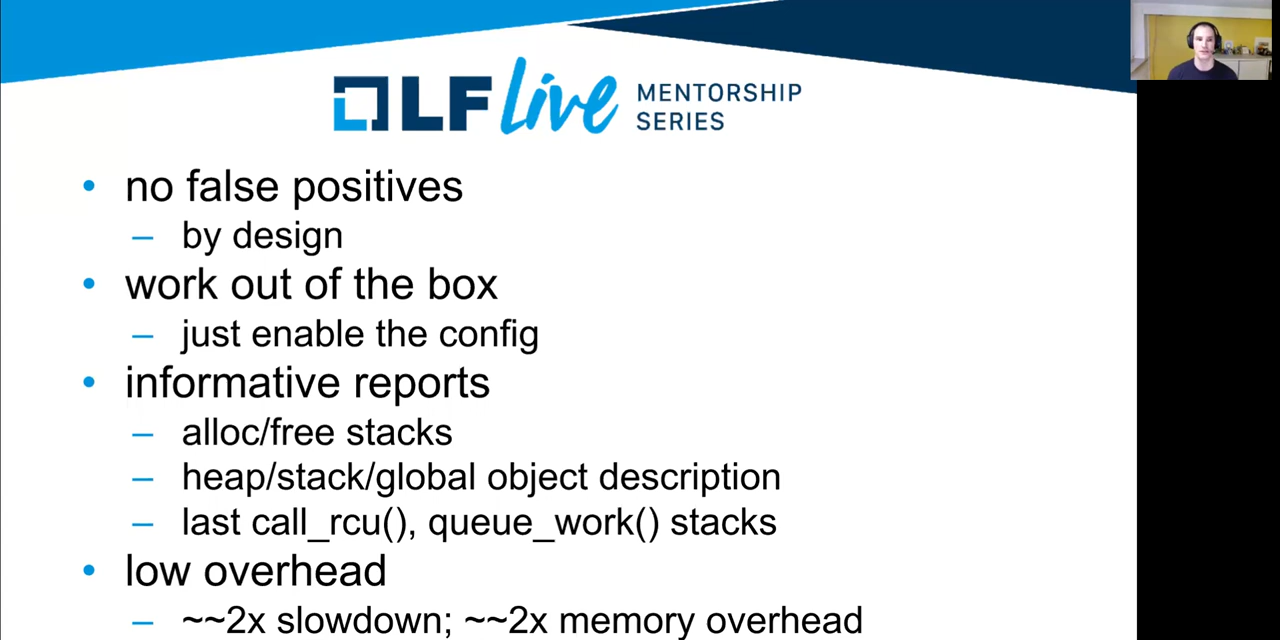 LF Live MENTORSHIP
SERIES
• no false positives
– by design
• work out of the box
– just enable the config
• informative reports
– alloc/free stacks
– heap/stack/global object description
– last call_rcu(), queue_work() stacks
• low overhead
– ~~2x slowdown; ~~2x memory overhead